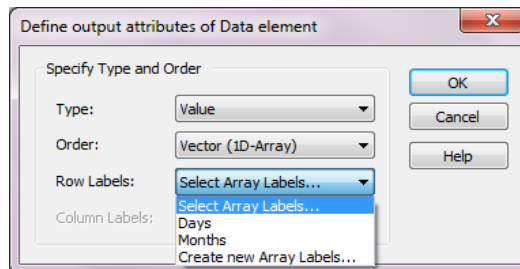 Define output attributes of Data element
Specify Type and Order
OK
Type:
Value
Cancel
Order:
Vector (1D-Array)
Help
Row Labels:
Select Array Labels...
Select Array Labels...
Column Labels:
Days
Months
Create new Array Labels...